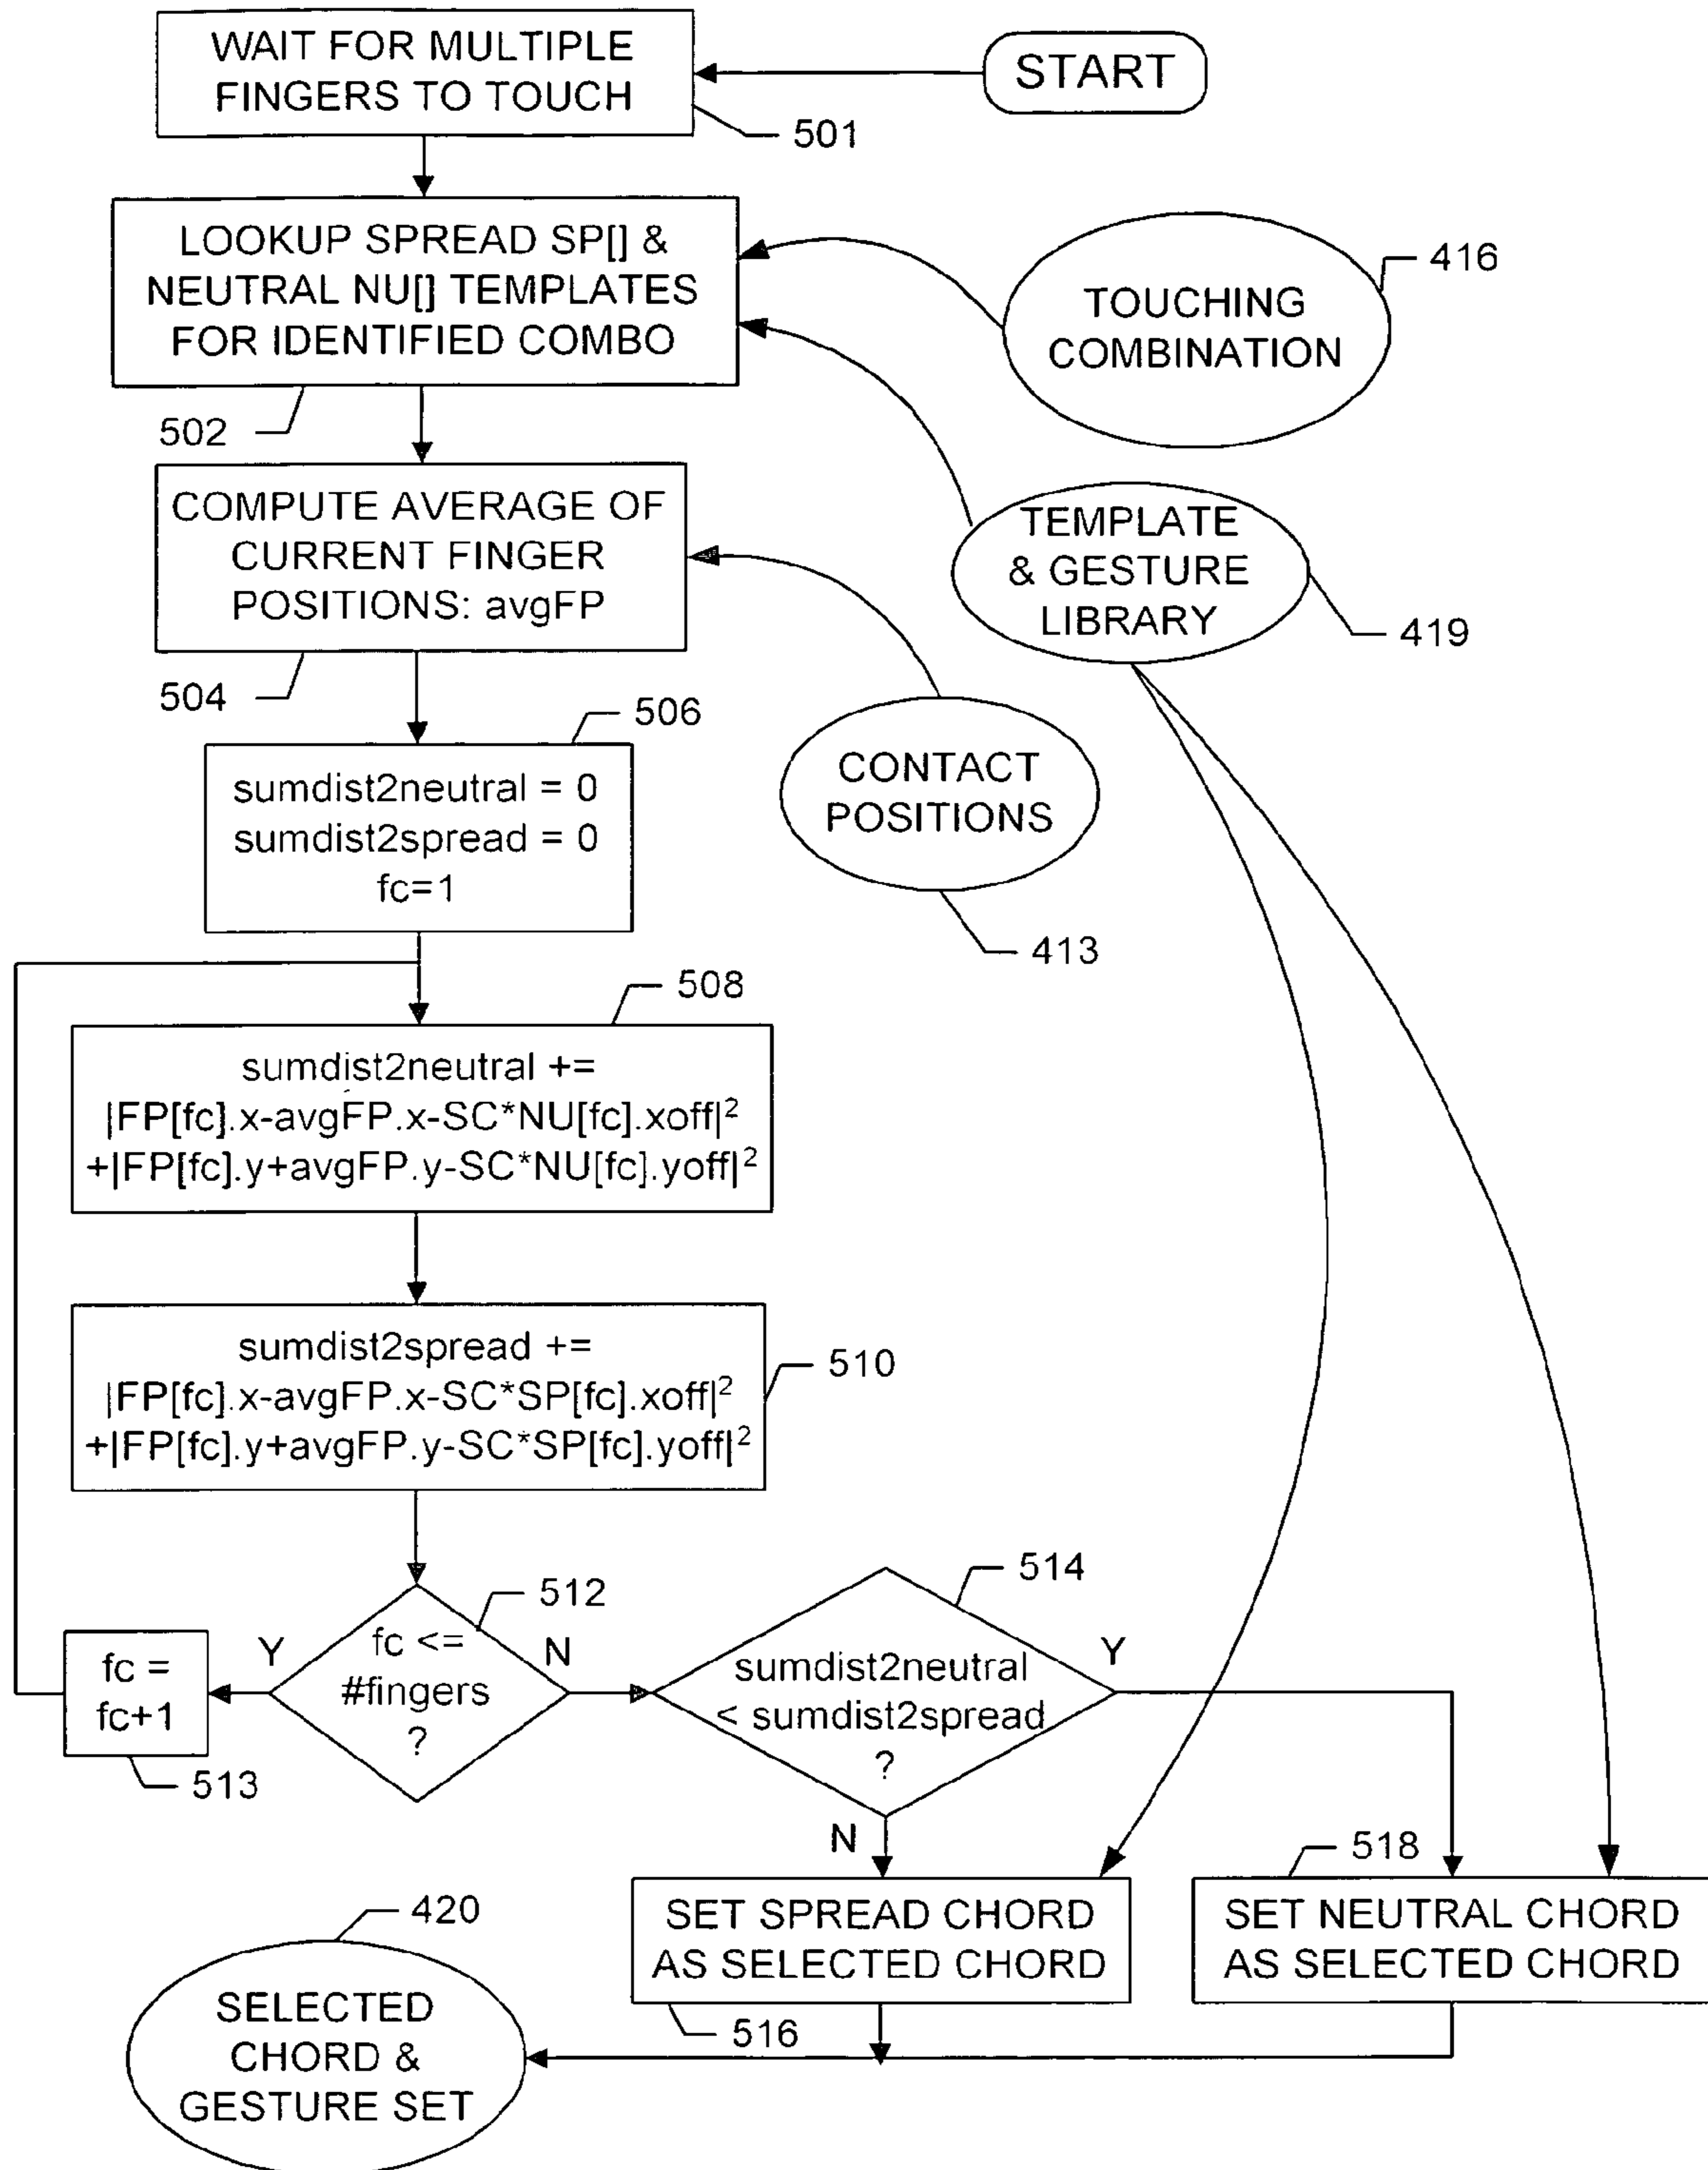 WAIT FOR MULTIPLE
FINGERS TO TOUCH
START
501
LOOKUP SPREAD SP[] &
NEUTRAL NU[] TEMPLATES
FOR IDENTIFIED COMBO
502
TOUCHING
COMBINATION
416
COMPUTE AVERAGE OF
CURRENT FINGER
POSITIONS: avgFP
504
TEMPLATE
& GESTURE
LIBRARY
419
506
sumdist2neutral = 0
sumdist2spread = 0
fc=1
CONTACT
POSITIONS
413
508
sumdist2neutral +=
|FP[fc].x-avgFP.x-SC*NU[fc].xoff|²
+|FP[fc].y+avgFP.y-SC*NU[fc].yoff|²
sumdist2spread +=
|FP[fc].x-avgFP.x-SC*SP[fc].xoff|²
+|FP[fc].y+avgFP.y-SC*SP[fc].yoff|²
510
512
fc <=
#fingers
?
Y
N
fc =
fc+1
513
514
sumdist2neutral
< sumdist2spread
?
Y
N
SET SPREAD CHORD
AS SELECTED CHORD
516
518
SET NEUTRAL CHORD
AS SELECTED CHORD
420
SELECTED
CHORD &
GESTURE SET